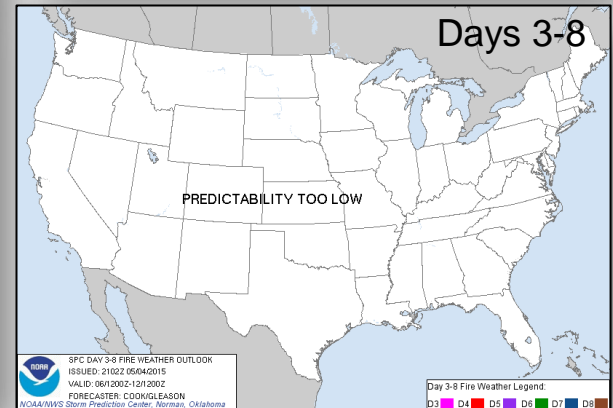 Days 3-8
PREDICTABILITY TOO LOW
NOAA
SPC DAY 3-8 FIRE WEATHER OUTLOOK
ISSUED: 2102Z 05/04/2015
VALID: 06/1200Z-12/1200Z
FORECASTER: COOK/GLEASON
NOAA/NWS Storm Prediction Center, Norman, Oklahoma
Day 3-8 Fire Weather Legend:
D3 D4 D5 D6 D7 D8